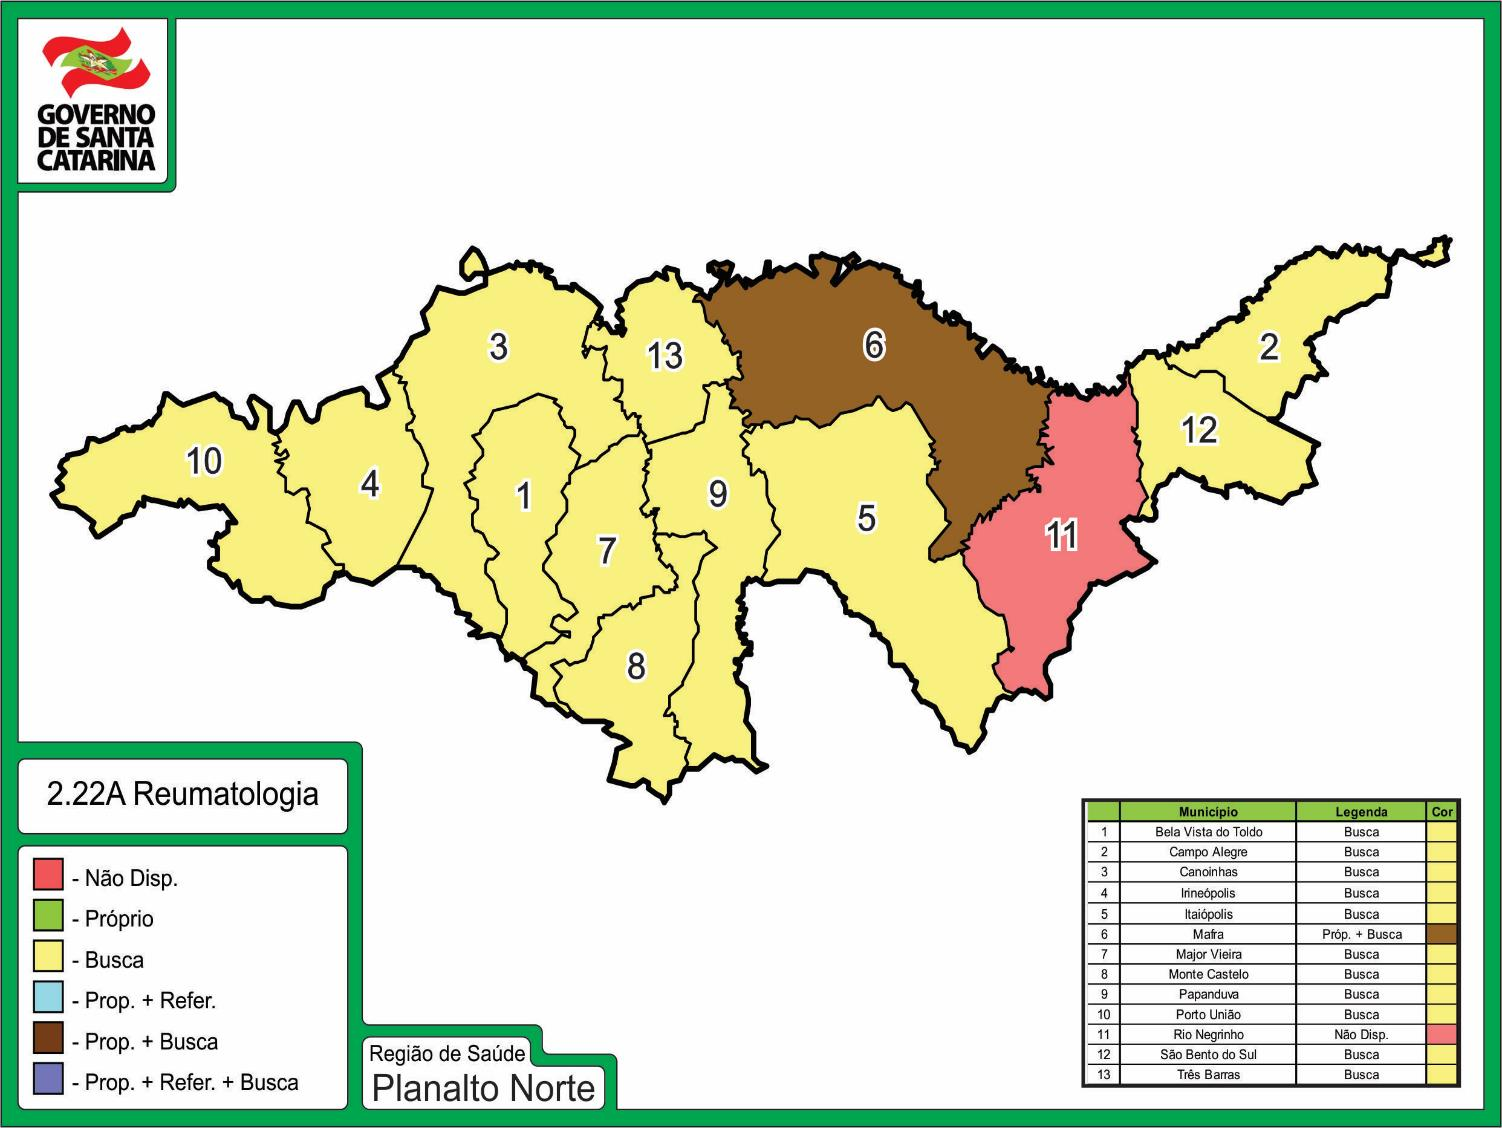 GOVERNO
DE SANTA
CATARINA
2
3
13
6
12
10
4
1
9
5
7
11
8
2.22A Reumatologia
- Não Disp.
- Próprio
- Busca
- Prop. + Refer.
- Prop. + Busca
- Prop. + Refer. + Busca
Região de Saúde
Planalto Norte
Município Legenda Cor
1 Bela Vista do Toldo Busca
2 Campo Alegre Busca
3 Canoinhas Busca
4 Irineópolis Busca
5 Itaiópolis Busca
6 Mafra Próp. + Busca
7 Major Vieira Busca
8 Monte Castelo Busca
9 Papanduva Busca
10 Porto União Busca
11 Rio Negrinho Não Disp.
12 São Bento do Sul Busca
13 Três Barras Busca